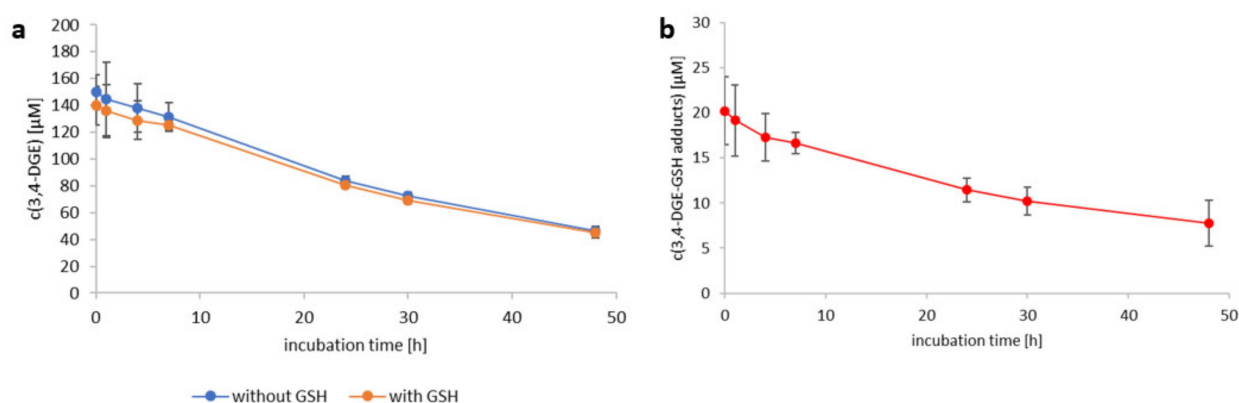 a
200
180
160
140
120
100
80
60
40
20
0
c(3,4-DGE) [µM]
0 10 20 30 40 50
incubation time [h]
without GSH with GSH
b
30
25
20
15
10
5
0
c(3,4-DGE-GSH adducts) [µM]
0 10 20 30 40 50
incubation time [h]